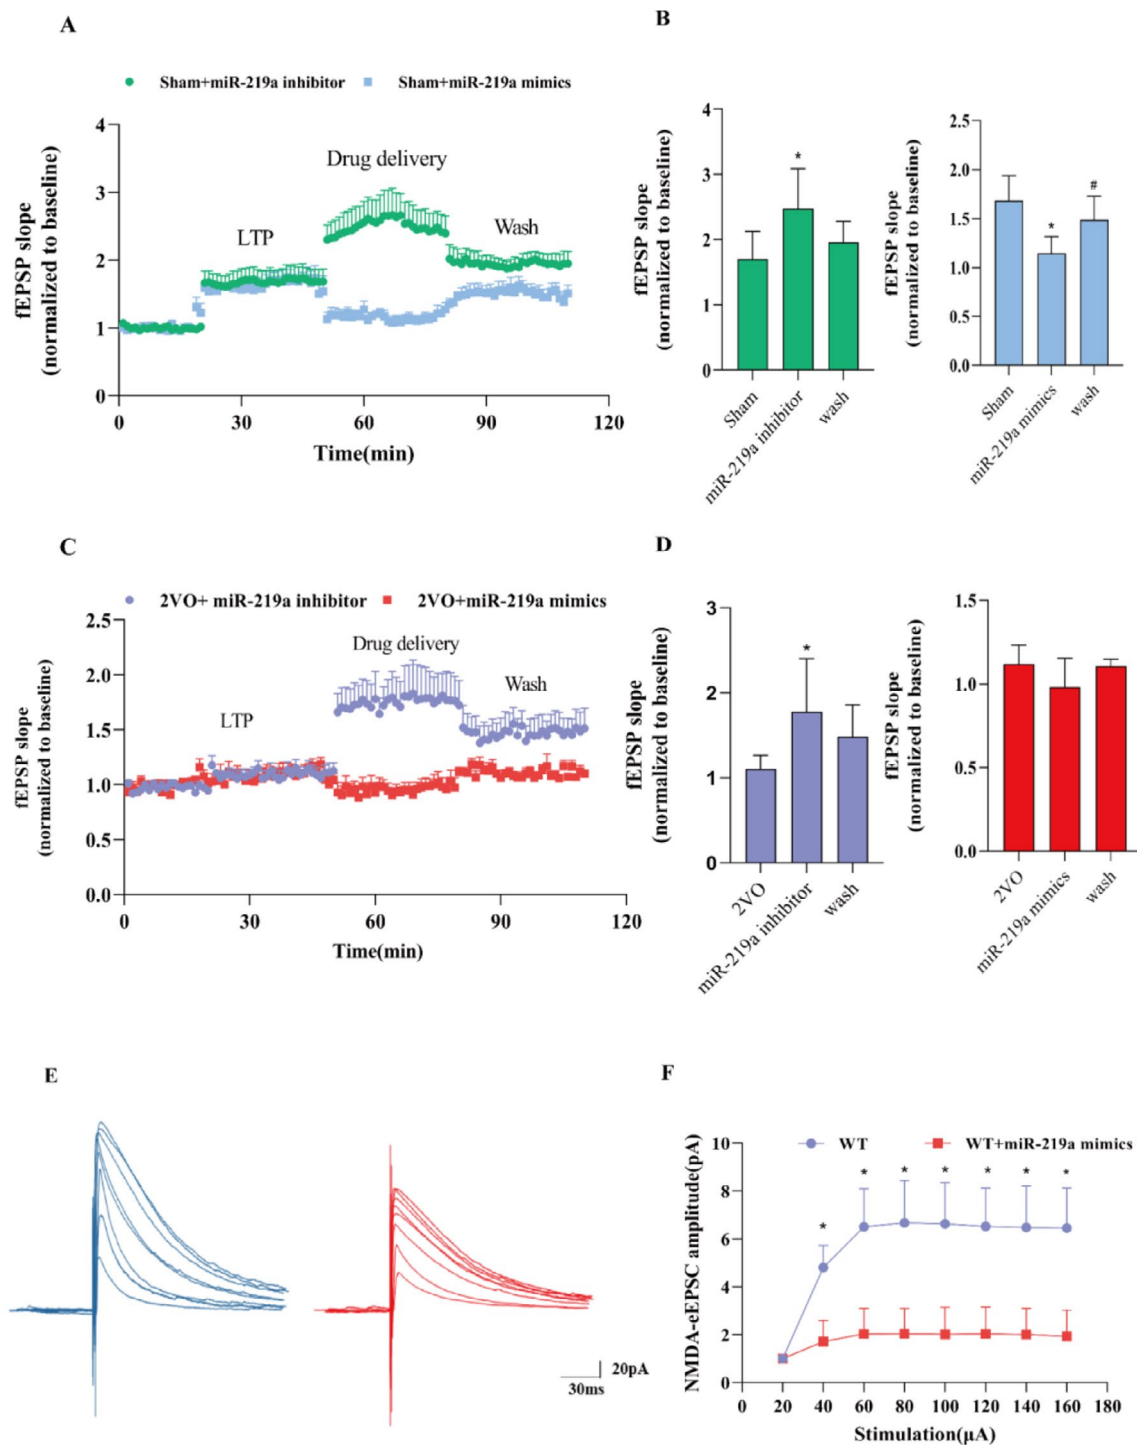 A
Sham+miR-219a inhibitor Sham+miR-219a mimics
fEPSP slope
(normalized to baseline)
4
3
2
1
0
Drug delivery
LTP
Wash
0 30 60 90 120
Time(min)
B
fEPSP slope
(normalized to baseline)
4
3
2
1
0
*
Sham
miR-219a inhibitor
wash
fEPSP slope
(normalized to baseline)
2.5
2.0
1.5
1.0
0.5
0.0
*
#
Sham
miR-219a mimics
wash
C
2VO+ miR-219a inhibitor 2VO+miR-219a mimics
fEPSP slope
(normalized to baseline)
2.5
2.0
1.5
1.0
0.5
0.0
Drug delivery
LTP
Wash
0 30 60 90 120
Time(min)
D
fEPSP slope
(normalized to baseline)
3
2
1
0
*
2VO
miR-219a inhibitor
wash
fEPSP slope
(normalized to baseline)
1.5
1.0
0.5
0.0
2VO
miR-219a mimics
wash
E
20pA
30ms
F
WT WT+miR-219a mimics
NMDA-eEPSC amplitude(pA)
10
8
6
4
2
0
* * * * * * *
0 20 40 60 80 100 120 140 160 180
Stimulation(μA)